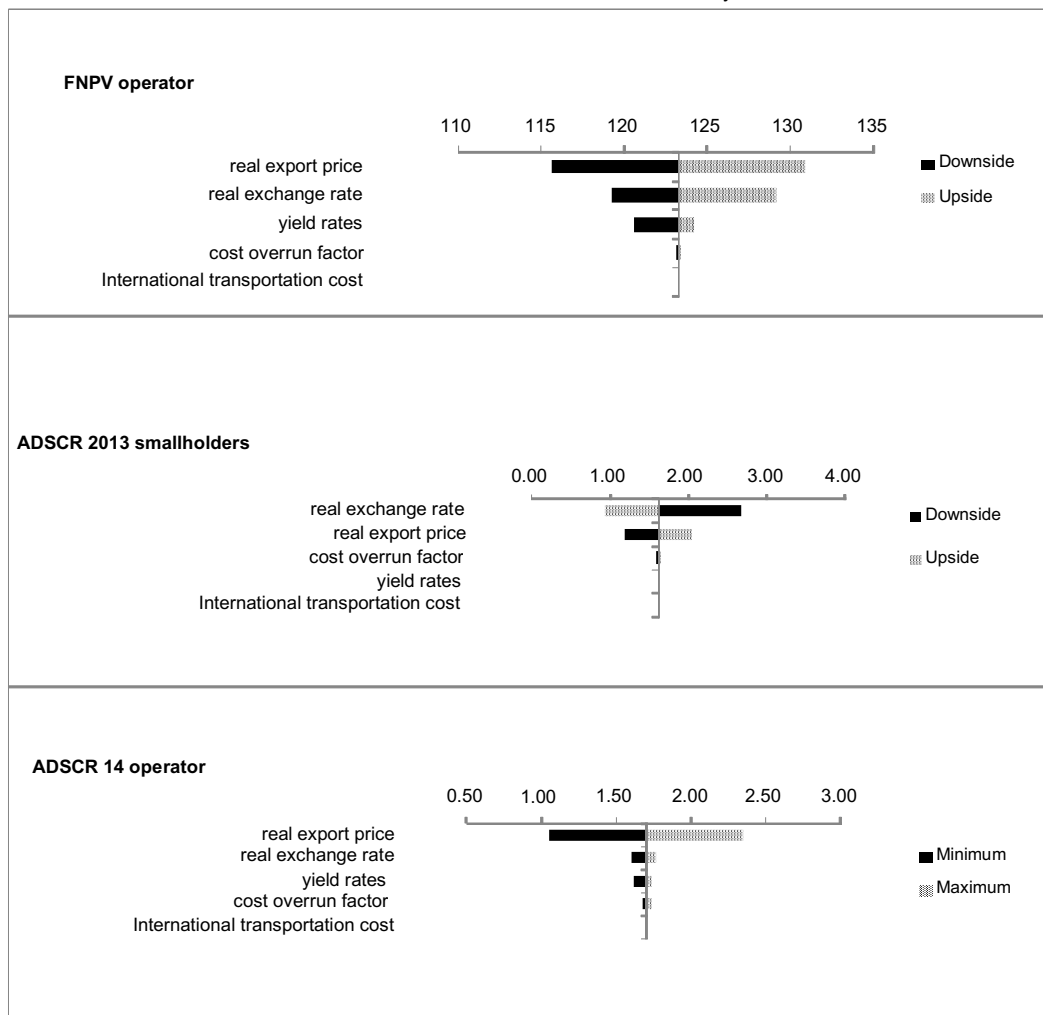 FNPV operator
110 115 120 125 130 135
real export price
real exchange rate
yield rates
cost overrun factor
International transportation cost
Downside
Upside
ADSCR 2013 smallholders
0.00 1.00 2.00 3.00 4.00
real exchange rate
real export price
cost overrun factor
yield rates
International transportation cost
Downside
Upside
ADSCR 14 operator
0.50 1.00 1.50 2.00 2.50 3.00
real export price
real exchange rate
yield rates
cost overrun factor
International transportation cost
Minimum
Maximum